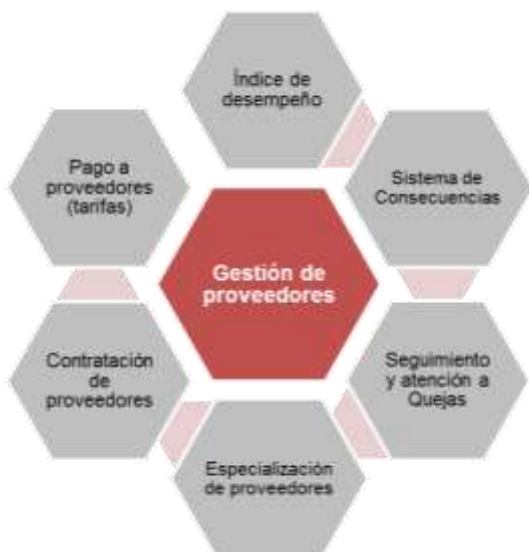 Índice de
desempeño
Pago a
proveedores
(tarifas)
Sistema de
Consecuencias
Gestión de
proveedores
Contratación
de
proveedores
Seguimiento
y atención a
Quejas
Especialización
de proveedores